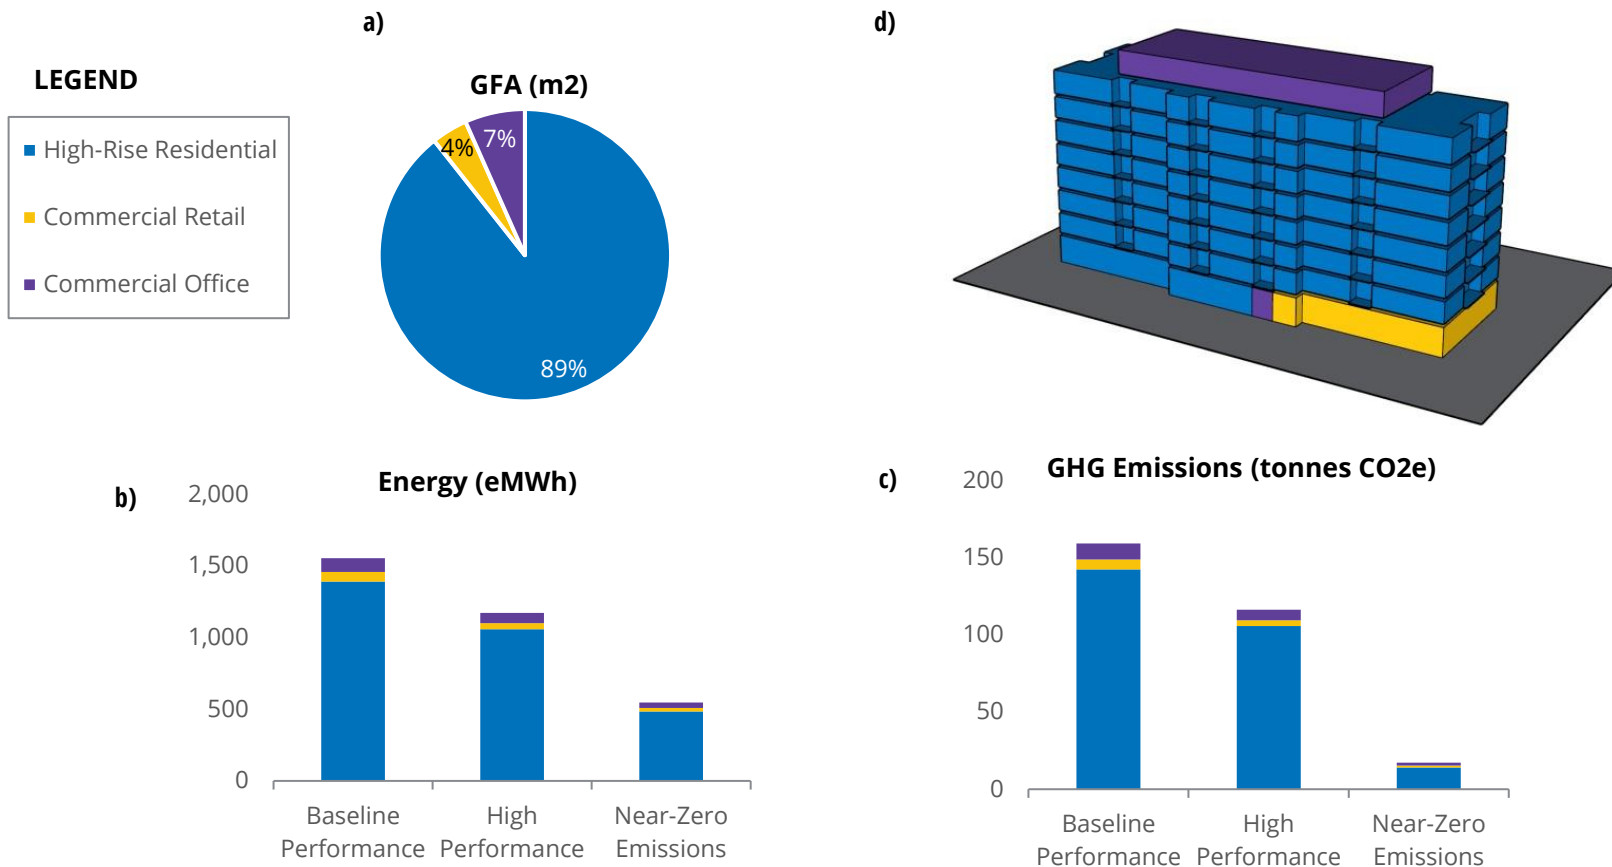 a)
d)
LEGEND
High-Rise Residential
Commercial Retail
Commercial Office
GFA (m2)
7%
4%
89%
b)
Energy (eMWh)
2,000
1,500
1,000
500
0
Baseline Performance
High Performance
Near-Zero Emissions
c)
GHG Emissions (tonnes CO2e)
200
150
100
50
0
Baseline Performance
High Performance
Near-Zero Emissions